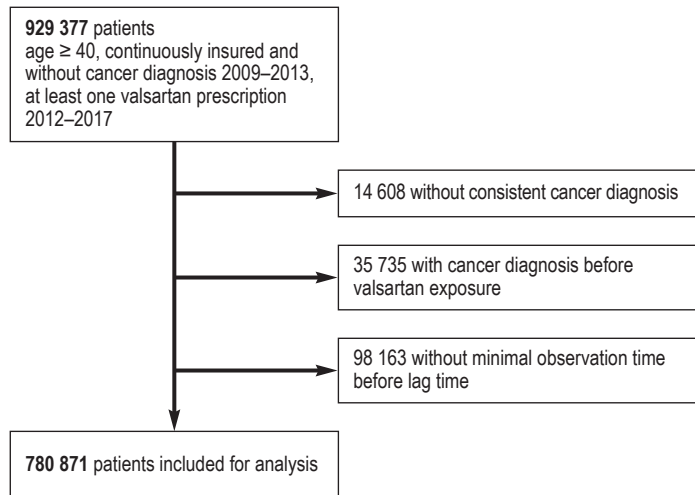 929 377 patients
age ≥ 40, continuously insured and
without cancer diagnosis 2009–2013,
at least one valsartan prescription
2012–2017
14 608 without consistent cancer diagnosis
35 735 with cancer diagnosis before
valsartan exposure
98 163 without minimal observation time
before lag time
780 871 patients included for analysis